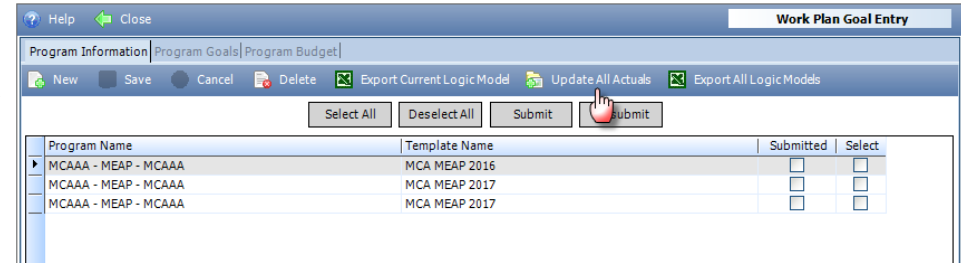 Help Close Work Plan Goal Entry
Program Information Program Goals Program Budget
New Save Cancel Delete Export Current Logic Model Update All Actuals Export All Logic Models
Select All Deselect All Submit submit
Program Name Template Name Submitted Select
MCAAA - MEAP - MCAAA MCA MEAP 2016
MCAAA - MEAP - MCAAA MCA MEAP 2017
MCAAA - MEAP - MCAAA MCA MEAP 2017